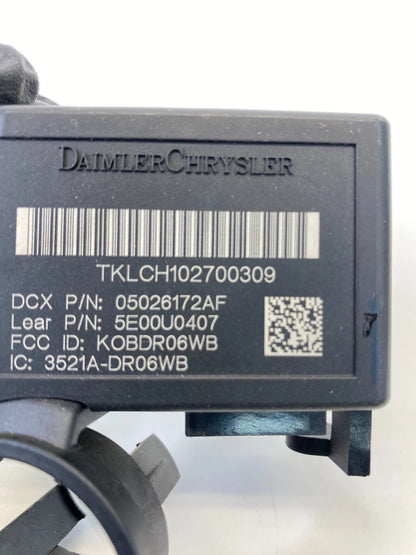 DAIMLERCHRYSLER
TKLCH102700309
DCX P/N: 05026172AF
Lear P/N: 5E00U0407
FCC ID: KOBDR06WB
IC: 3521A-DR06WB